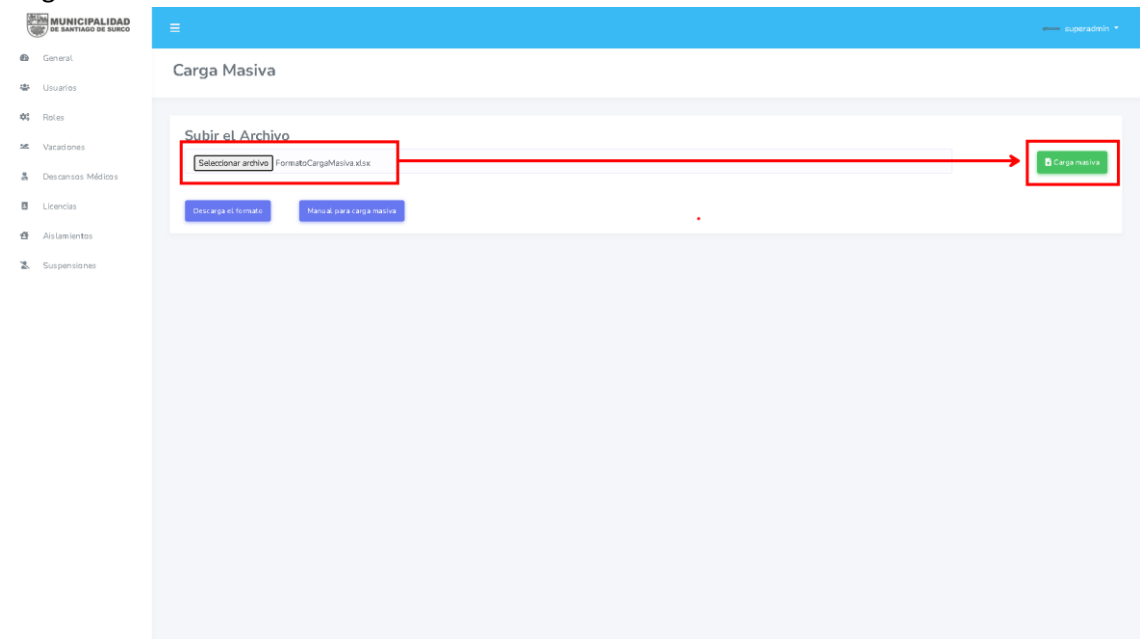 MUNICIPALIDAD
DE SANTIAGO DE SURCO
superadmin
General
Carga Masiva
Usuarios
Roles
Subir el Archivo
Vacaciones
Seleccionar archivo FormatoCargaMasiva.xlsx
Carga masiva
Descansos Médicos
Licencias
Descarga el formato
Manual para carga masiva
Aislamientos
Suspensiones